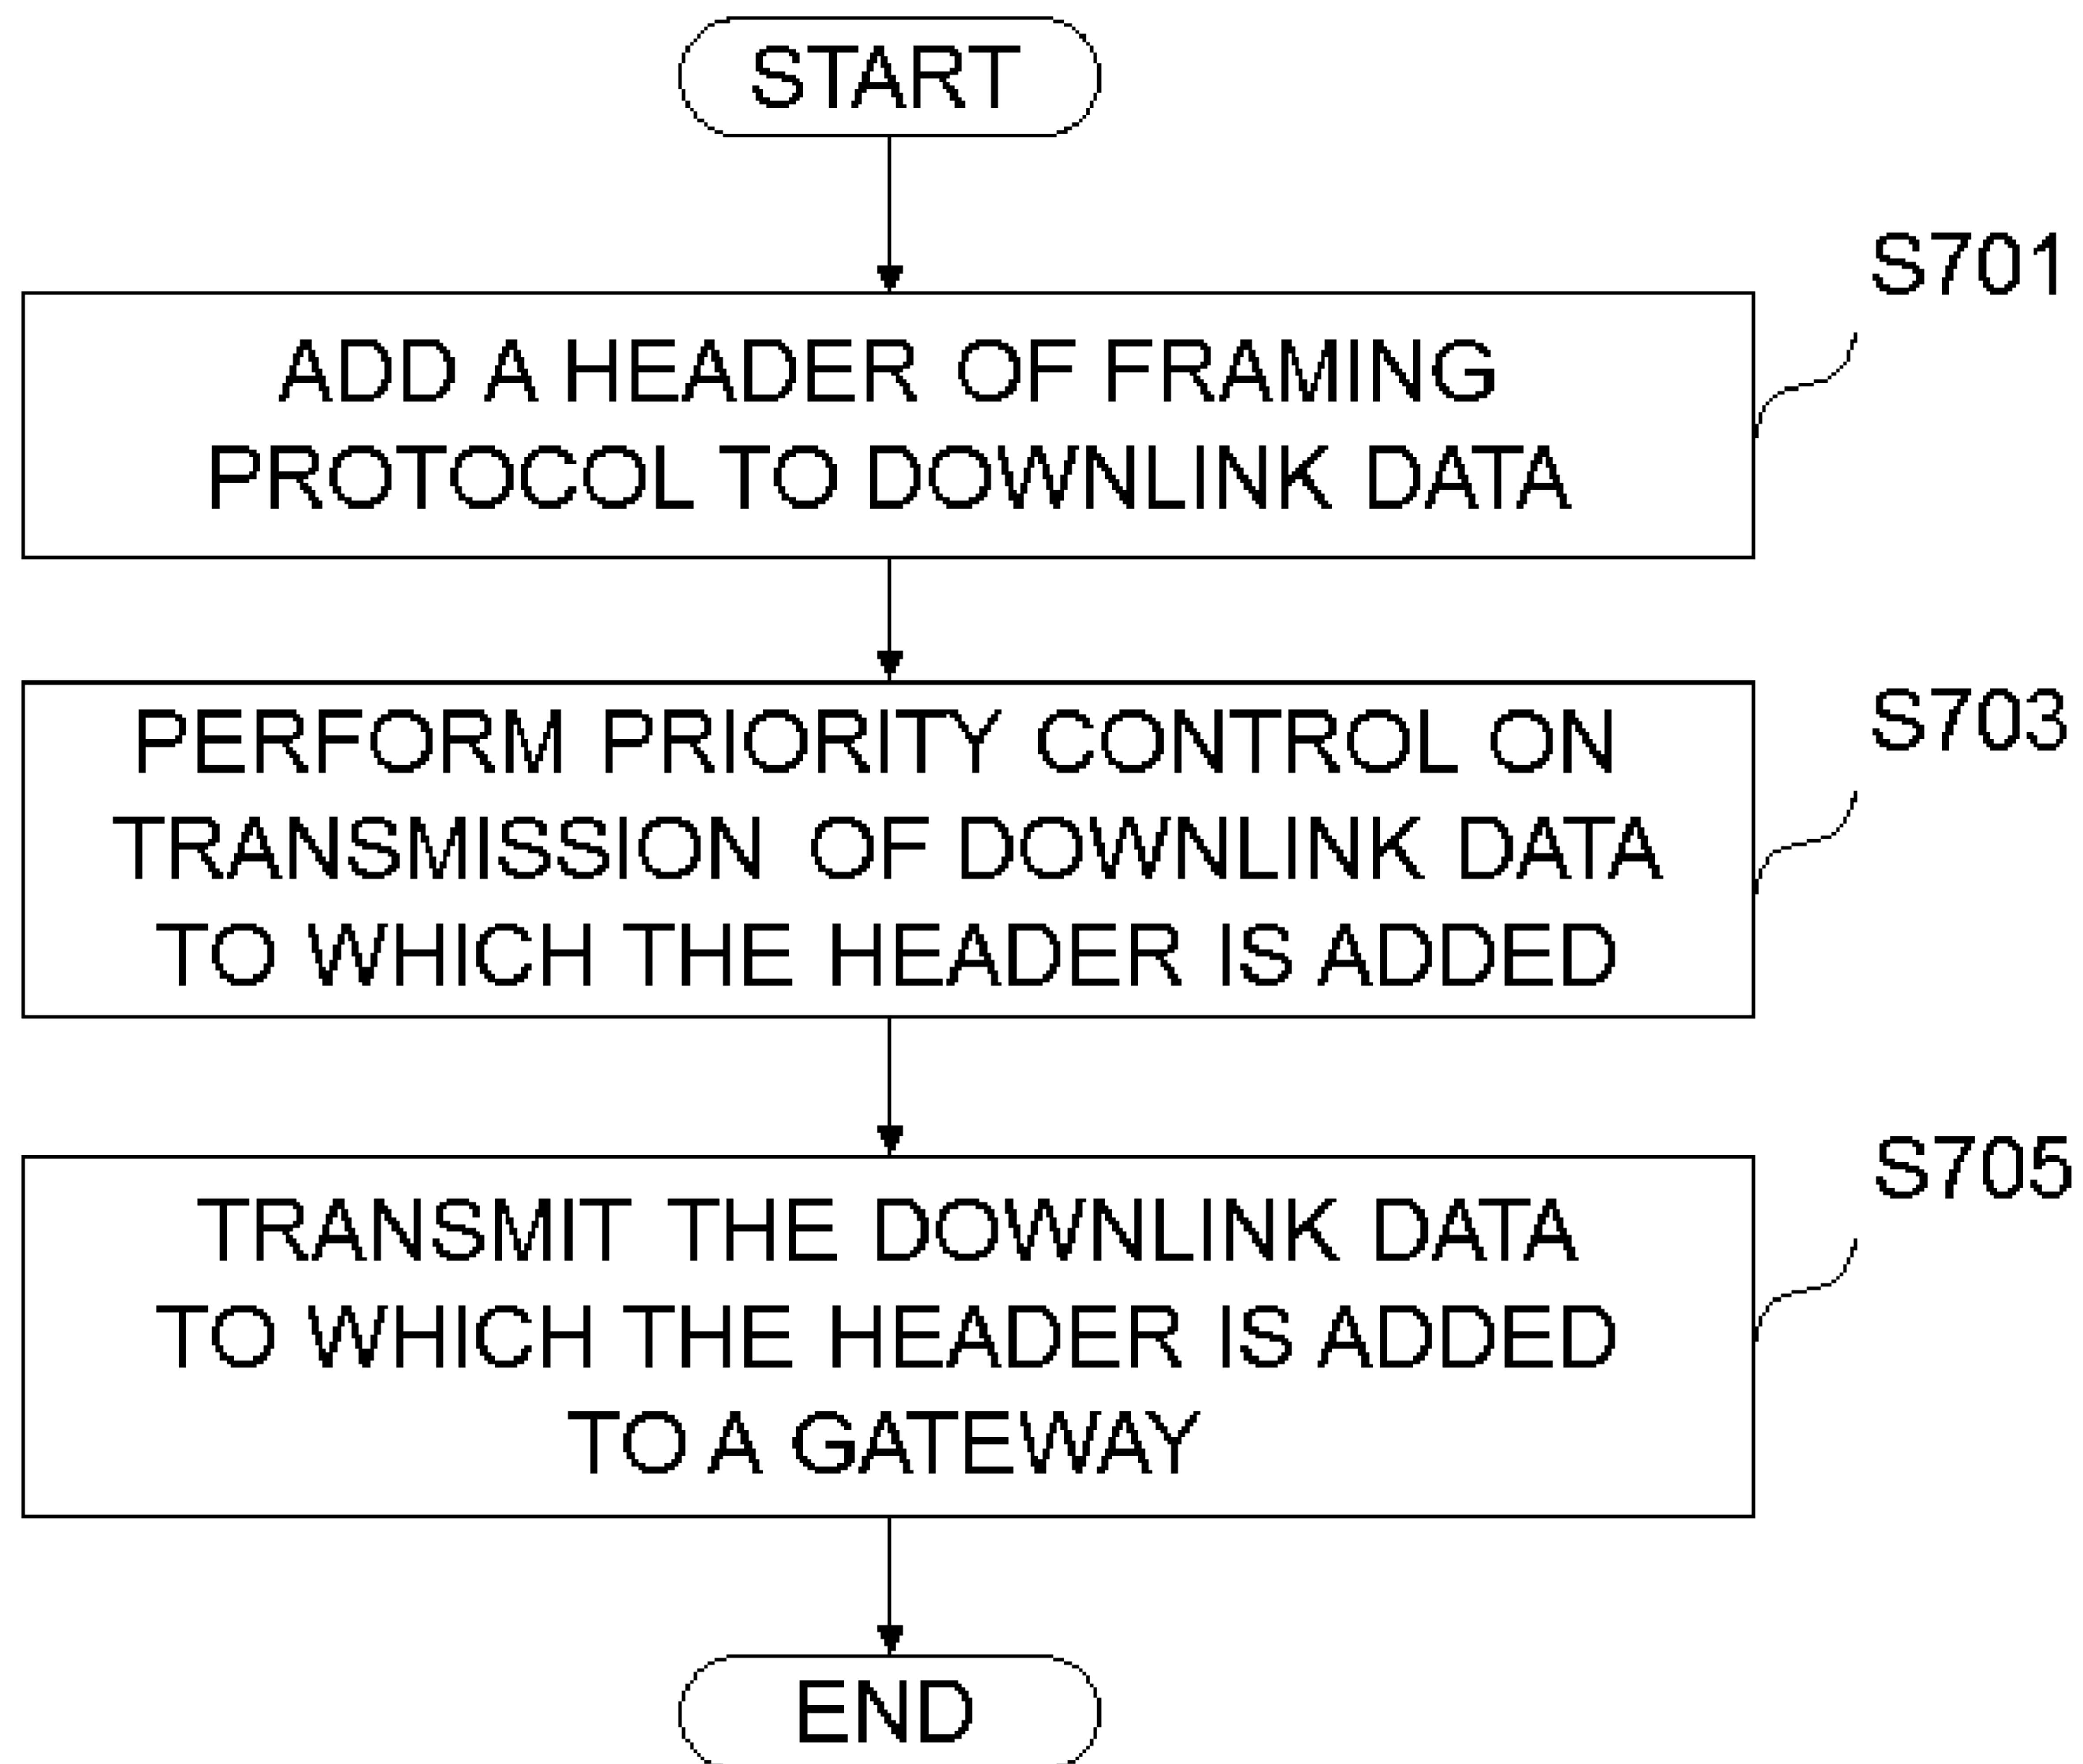 START
S701
ADD A HEADER OF FRAMING
PROTOCOL TO DOWNLINK DATA
S703
PERFORM PRIORITY CONTROL ON
TRANSMISSION OF DOWNLINK DATA
TO WHICH THE HEADER IS ADDED
S705
TRANSMIT THE DOWNLINK DATA
TO WHICH THE HEADER IS ADDED
TO A GATEWAY
END